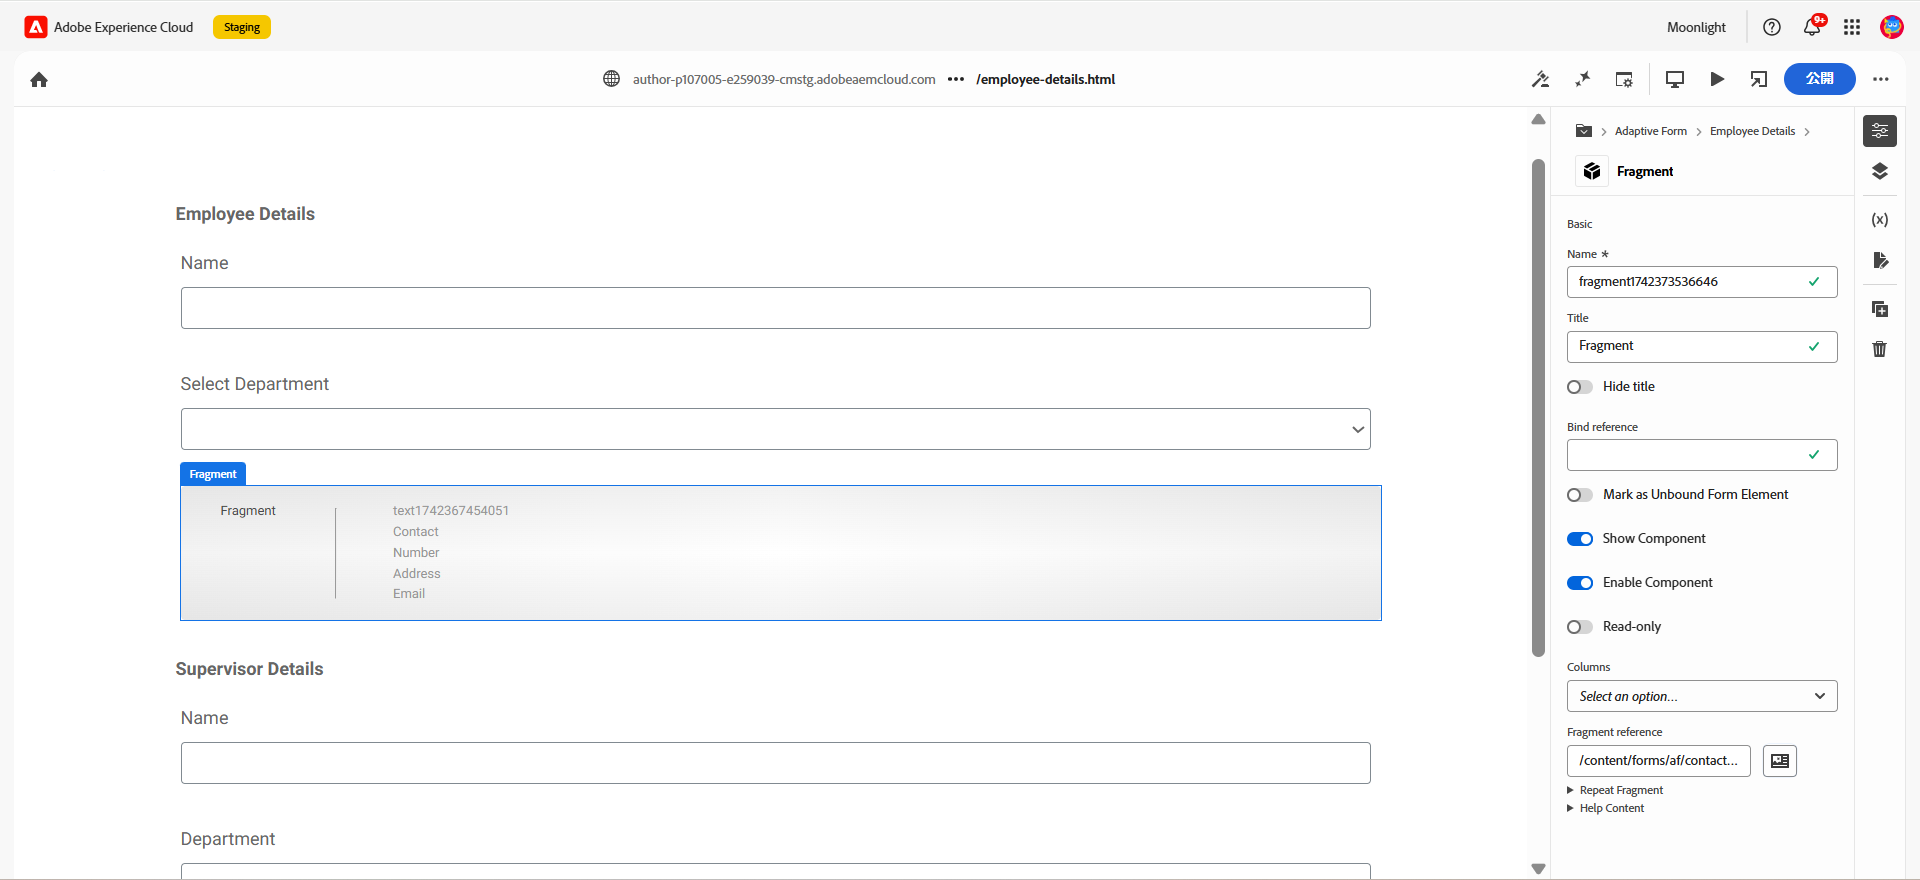 Adobe Experience Cloud
Staging
Moonlight
9+
author-p107005-e259039-cmstg.adobeaemcloud.com ••• /employee-details.html
公開
Employee Details
Name
Select Department
Fragment
Fragment
text1742367454051
Contact
Number
Address
Email
Supervisor Details
Name
Department
Adaptive Form
Employee Details
Fragment
Basic
Name *
fragment1742373536646
Title
Fragment
Hide title
Bind reference
Mark as Unbound Form Element
Show Component
Enable Component
Read-only
Columns
Select an option...
Fragment reference
/content/forms/af/contact...
Repeat Fragment
Help Content
(x)